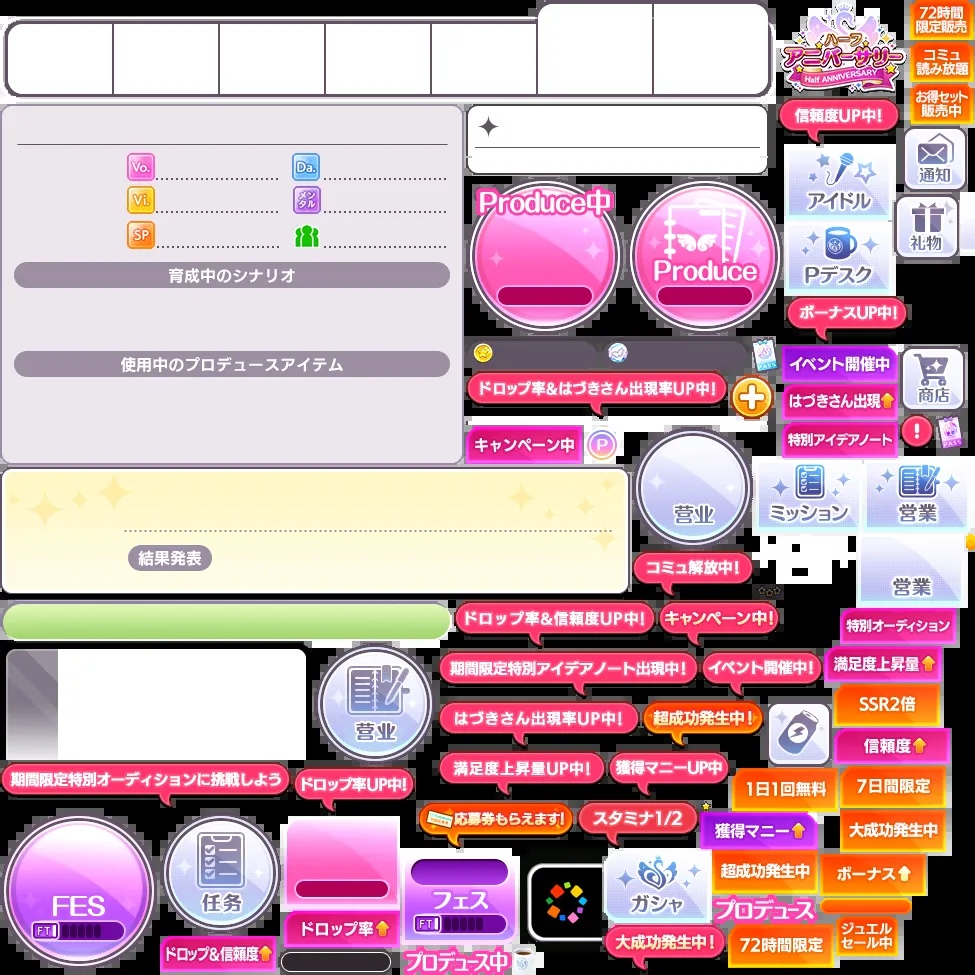 ハーフ
アニバーサリー
Half ANNIVERSARY
72時間
限定販売
コミュ
読み放題
お得セット
販売中
信頼度UP中!
通知
アイドル
礼物
Pデスク
ボーナスUP中!
Vo.
Da.
Vi.
メンタル
SP
育成中のシナリオ
使用中のプロデュースアイテム
Produce中
Produce
PASS
イベント開催中
商店
ドロップ率&はづきさん出現率UP中!
はづきさん出現
キャンペーン中
P
特別アイデアノート
PASS
营业
ミッション
営業
結果発表
コミュ解放中!
営業
ドロップ率&信頼度UP中!
キャンペーン中!
特別オーディション
期間限定特別アイデアノート出現中!
イベント開催中!
満足度上昇量
营业
はづきさん出現率UP中!
超成功発生中!
SSR2倍
信頼度
満足度上昇量UP中!
獲得マニーUP中
期間限定特別オーディションに挑戦しよう
ドロップ率UP中!
1日1回無料
7日間限定
応募券もらえます!
スタミナ1/2
獲得マニー
大成功発生中
FES
FT
任务
フェス
FT
ガシャ
超成功発生中
ボーナス
プロデュース
ドロップ率
ドロップ&信頼度
プロデュース中
大成功発生中!
72時間限定
ジュエル
セール中